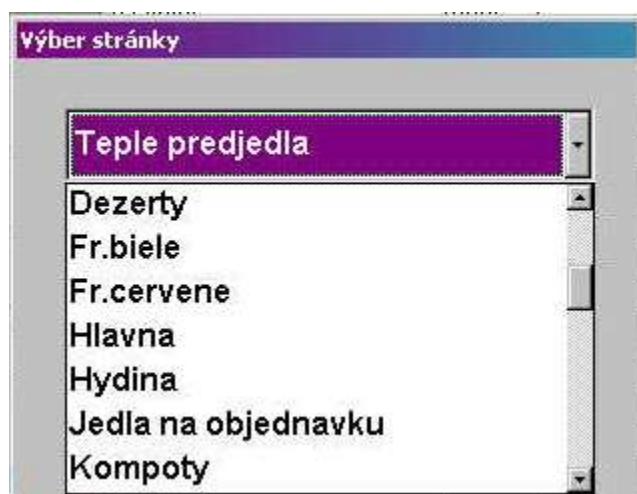 Výber stránky
Teple predjedla
Dezerty
Fr.biele
Fr.cervene
Hlavna
Hydina
Jedla na objednavku
Kompoty